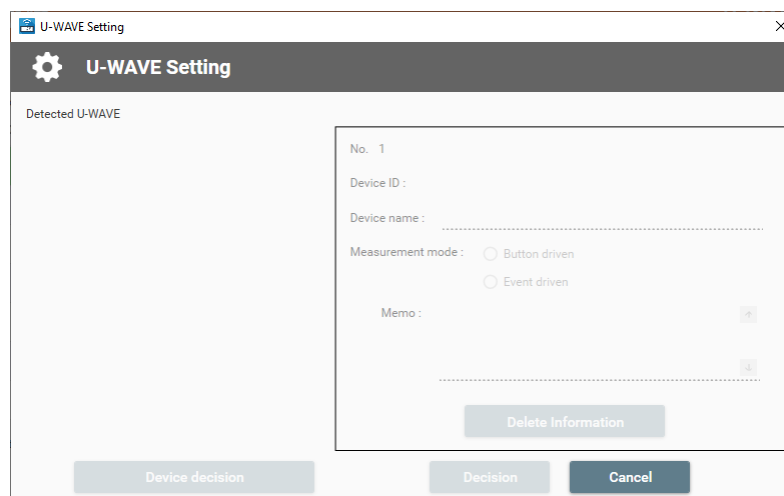 U-WAVE Setting
U-WAVE Setting
Detected U-WAVE
No. 1
Device ID :
Device name :
Measurement mode : Button driven
Event driven
Memo :
Delete Information
Device decision Decision Cancel